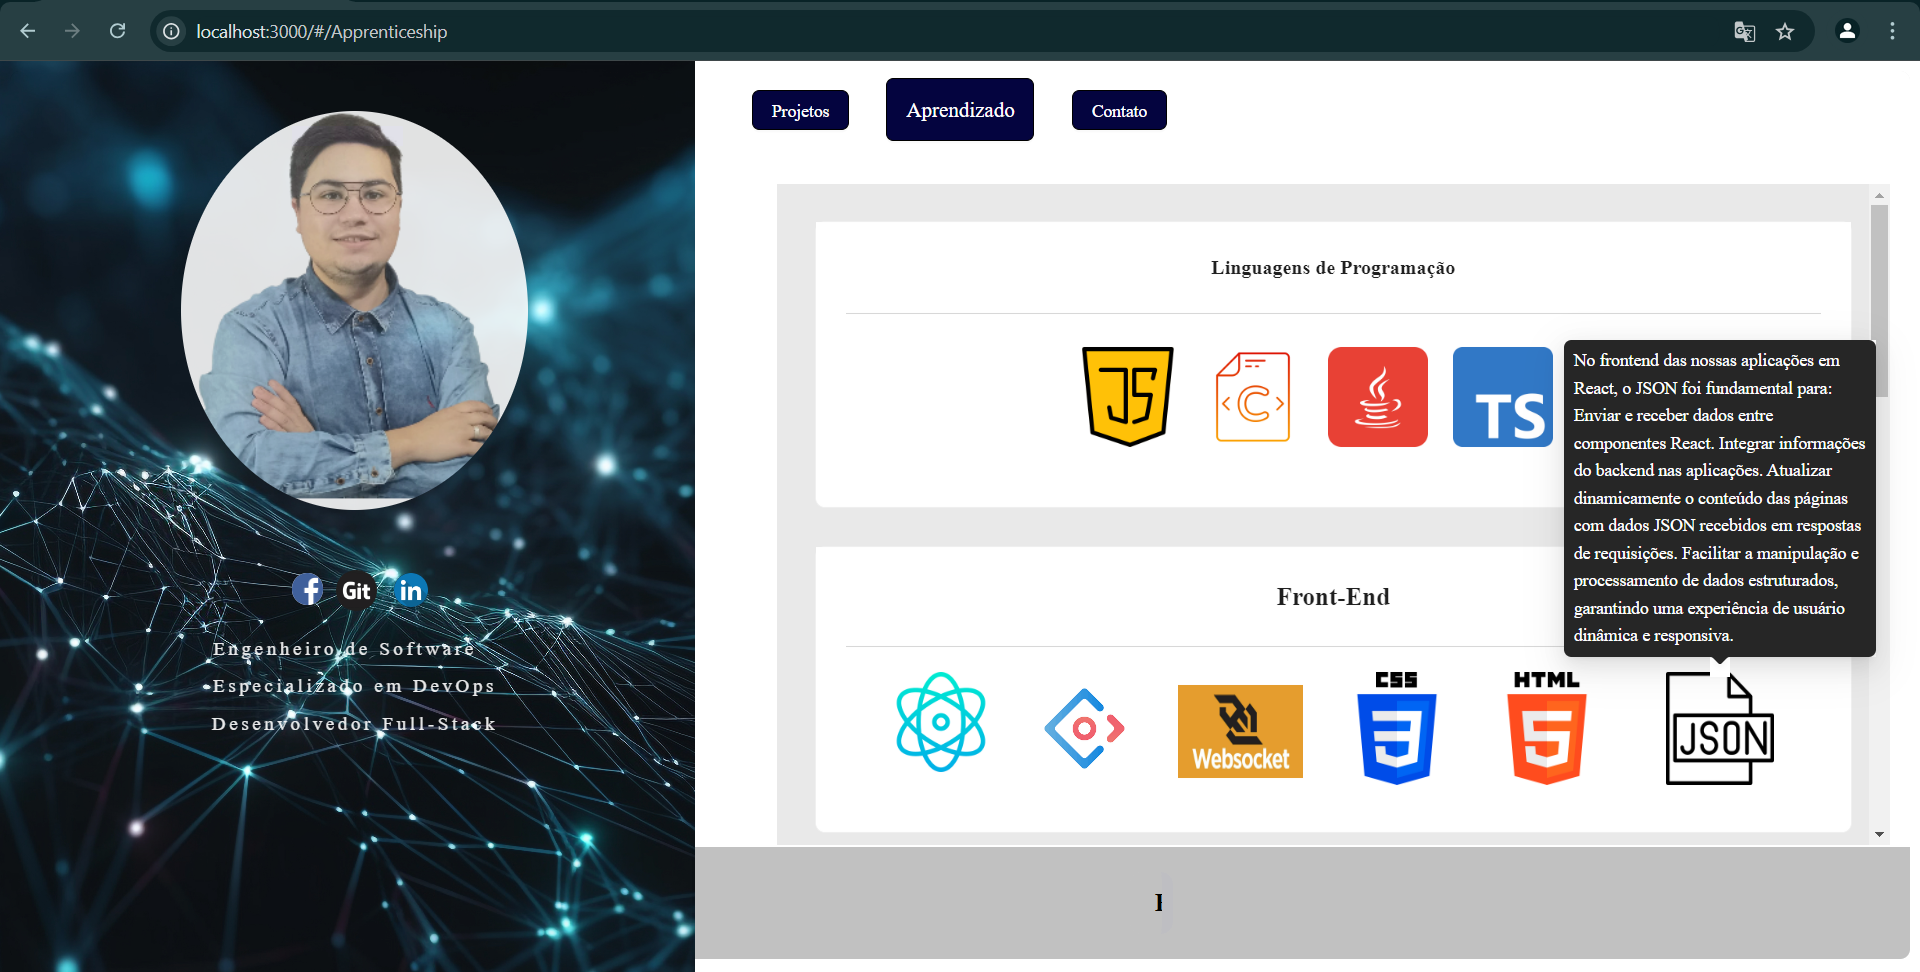 localhost:3000/#/Apprenticeship
Projetos
Aprendizado
Contato
Linguagens de Programação
JS
C
TS
No frontend das nossas aplicações em
React, o JSON foi fundamental para:
Enviar e receber dados entre
componentes React. Integrar informações
do backend nas aplicações. Atualizar
dinamicamente o conteúdo das páginas
com dados JSON recebidos em respostas
de requisições. Facilitar a manipulação e
processamento de dados estruturados,
garantindo uma experiência de usuário
dinâmica e responsiva.
Front-End
Websocket
CSS
3
HTML
5
JSON
f
Git
in
Engenheiro de Software
Especializado em DevOps
Desenvolvedor Full-Stack